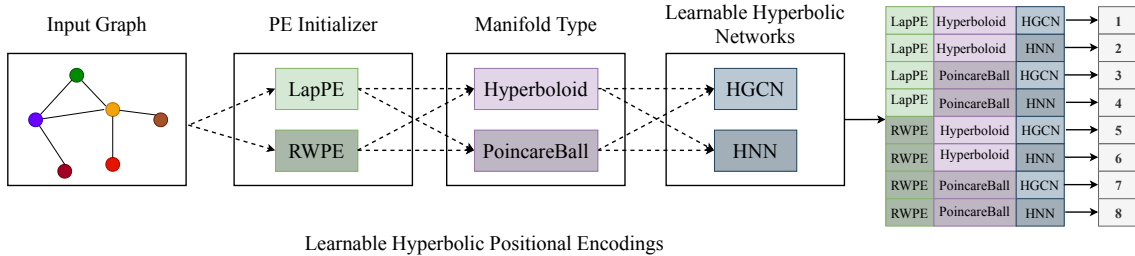 Input Graph
PE Initializer
Manifold Type
Learnable Hyperbolic
Networks
LapPE
RWPE
Hyperboloid
PoincareBall
HGCN
HNN
LapPE Hyperboloid HGCN 1
LapPE Hyperboloid HNN 2
LapPE PoincareBall HGCN 3
LapPE PoincareBall HNN 4
RWPE Hyperboloid HGCN 5
RWPE Hyperboloid HNN 6
RWPE PoincareBall HGCN 7
RWPE PoincareBall HNN 8
Learnable Hyperbolic Positional Encodings